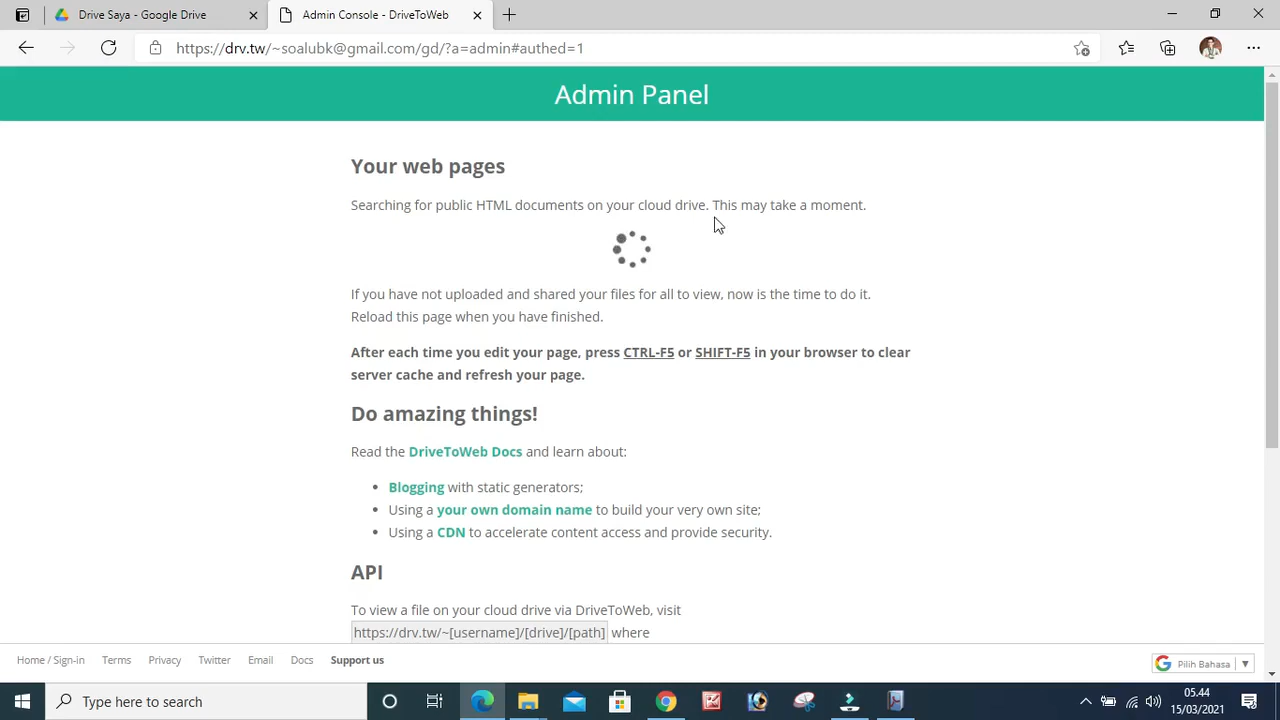 Drive Saya - Google Drive
Admin Console - DriveToWeb
https://drv.tw/~soalubk@gmail.com/gd/?a=admin#authed=1
Admin Panel
Your web pages
Searching for public HTML documents on your cloud drive. This may take a moment.
If you have not uploaded and shared your files for all to view, now is the time to do it.
Reload this page when you have finished.
After each time you edit your page, press CTRL-F5 or SHIFT-F5 in your browser to clear
server cache and refresh your page.
Do amazing things!
Read the DriveToWeb Docs and learn about:
• Blogging with static generators;
• Using a your own domain name to build your very own site;
• Using a CDN to accelerate content access and provide security.
API
To view a file on your cloud drive via DriveToWeb, visit
https://drv.tw/~[username]/[drive]/[path] where
Home / Sign-in Terms Privacy Twitter Email Docs Support us
Pilih Bahasa
Type here to search
05.44
15/03/2021